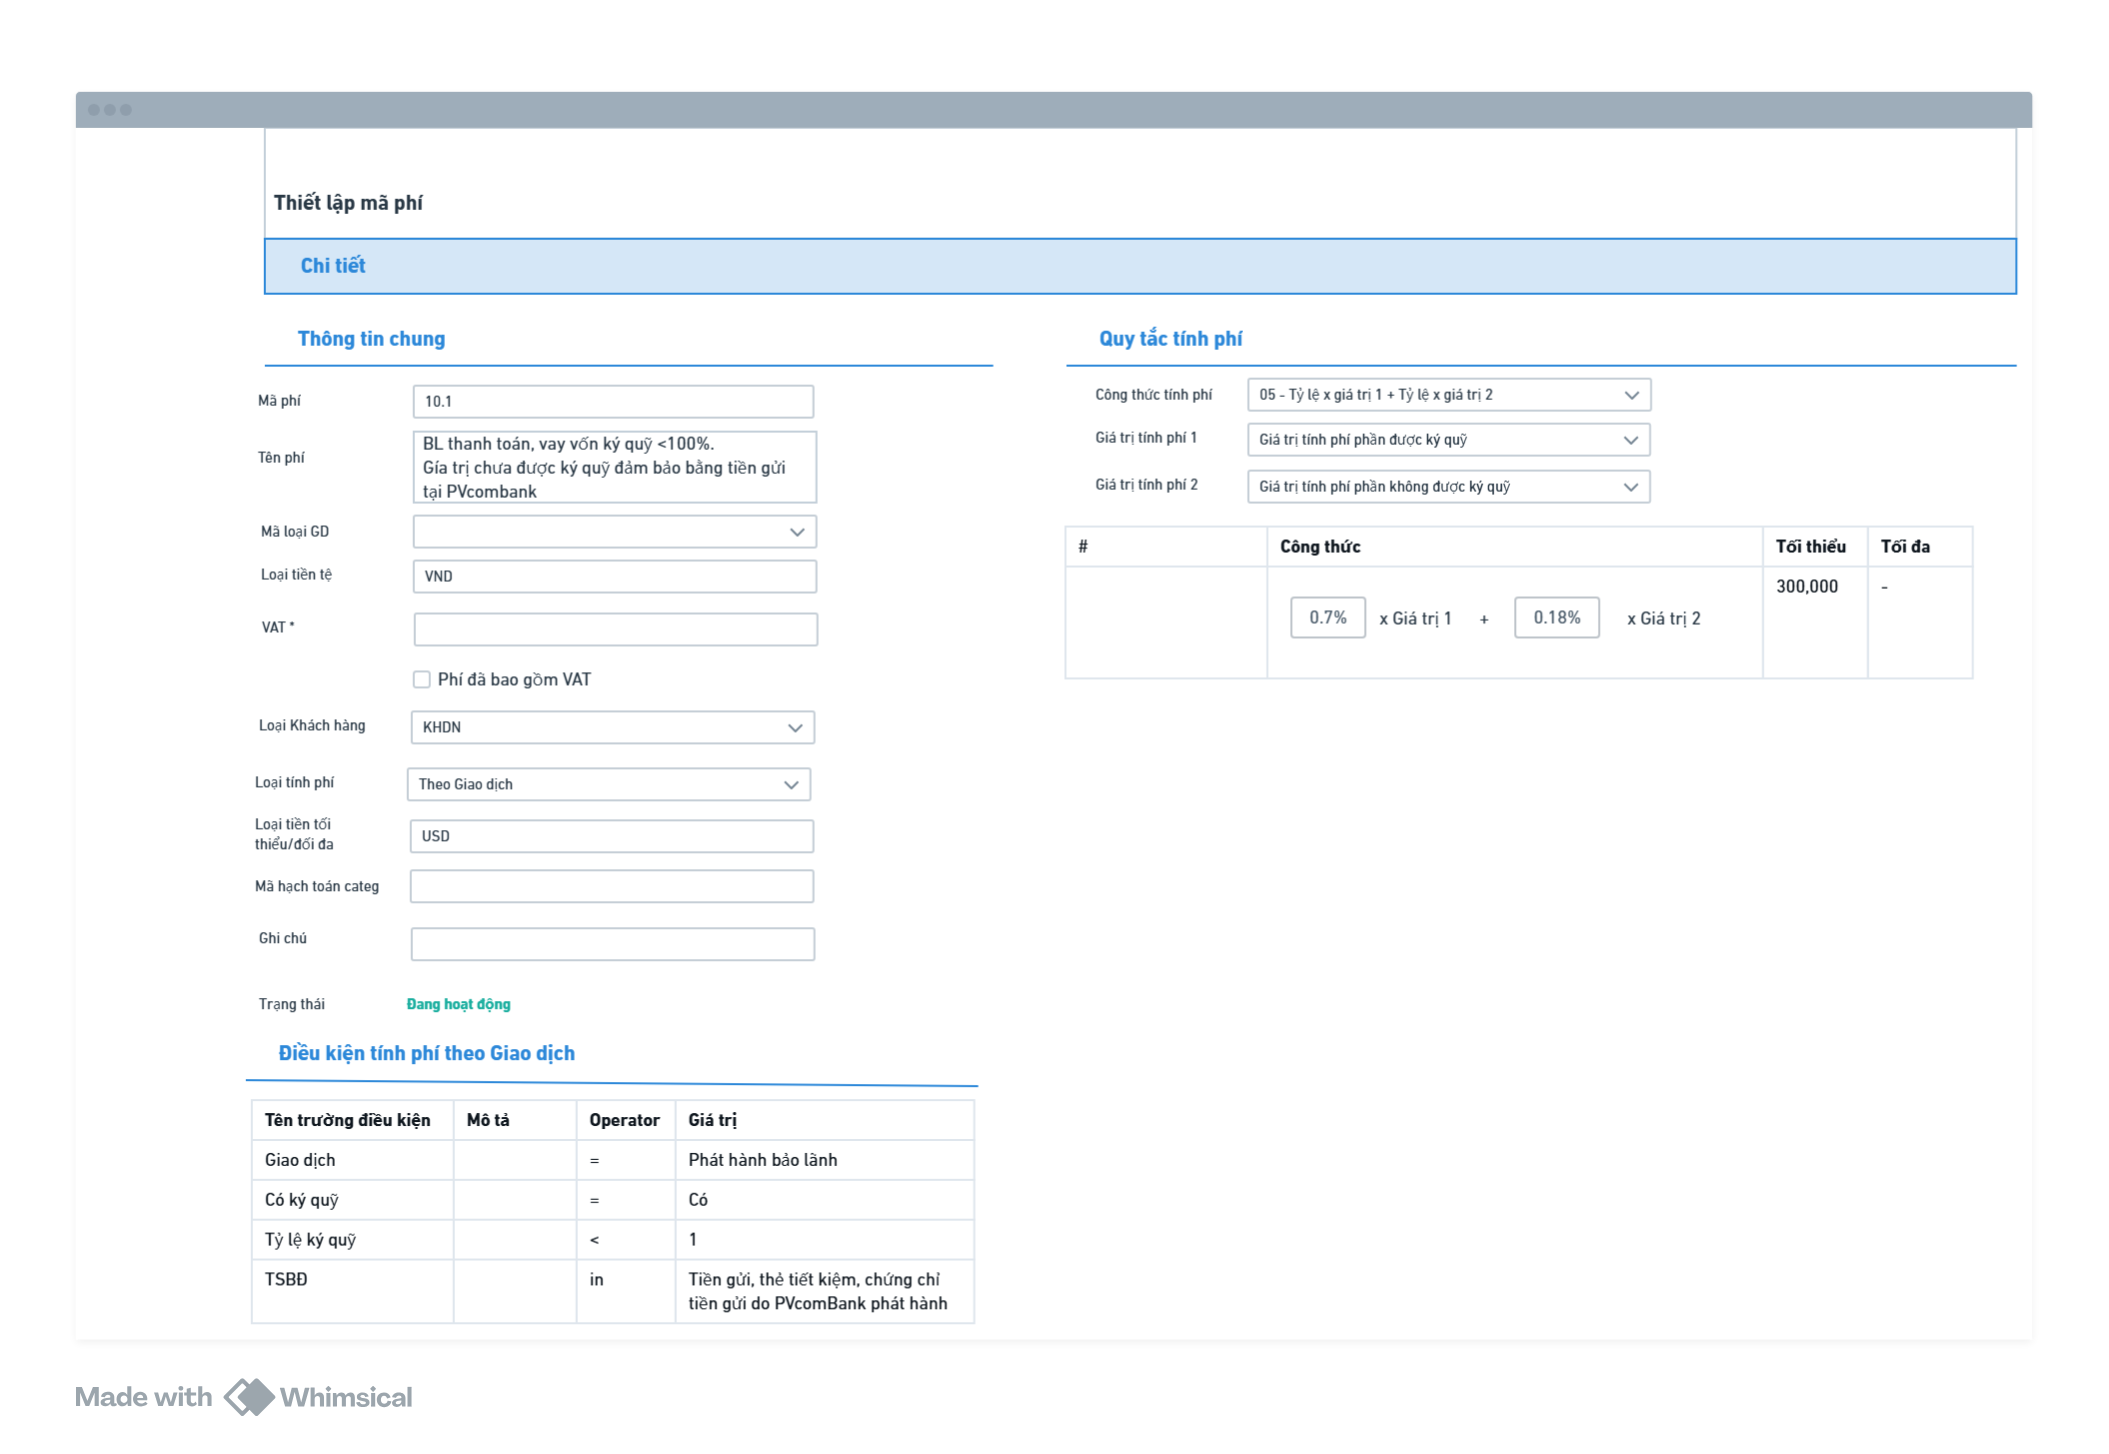 Thiết lập mã phí
Chi tiết
Thông tin chung
Mã phí
10.1
Tên phí
BL thanh toán, vay vốn ký quỹ <100%.
Gía trị chưa được ký quỹ đảm bảo bằng tiền gửi
tại PVcombank
Mã loại GD
Loại tiền tệ
VND
VAT *
Phí đã bao gồm VAT
Loại Khách hàng
KHDN
Loại tính phí
Theo Giao dịch
Loại tiền tối
thiểu/đối đa
USD
Mã hạch toán categ
Ghi chú
Trạng thái
Đang hoạt động
Điều kiện tính phí theo Giao dịch
Tên trường điều kiện Mô tả Operator Giá trị
Giao dịch = Phát hành bảo lãnh
Có ký quỹ = Có
Tỷ lệ ký quỹ < 1
TSBĐ in Tiền gửi, thẻ tiết kiệm, chứng chỉ
tiền gửi do PVcomBank phát hành
Quy tắc tính phí
Công thức tính phí
05 - Tỷ lệ x giá trị 1 + Tỷ lệ x giá trị 2
Giá trị tính phí 1
Giá trị tính phí phần được ký quỹ
Giá trị tính phí 2
Giá trị tính phí phần không được ký quỹ
# Công thức Tối thiểu Tối đa
300,000 -
0.7% x Giá trị 1 + 0.18% x Giá trị 2
Made with Whimsical